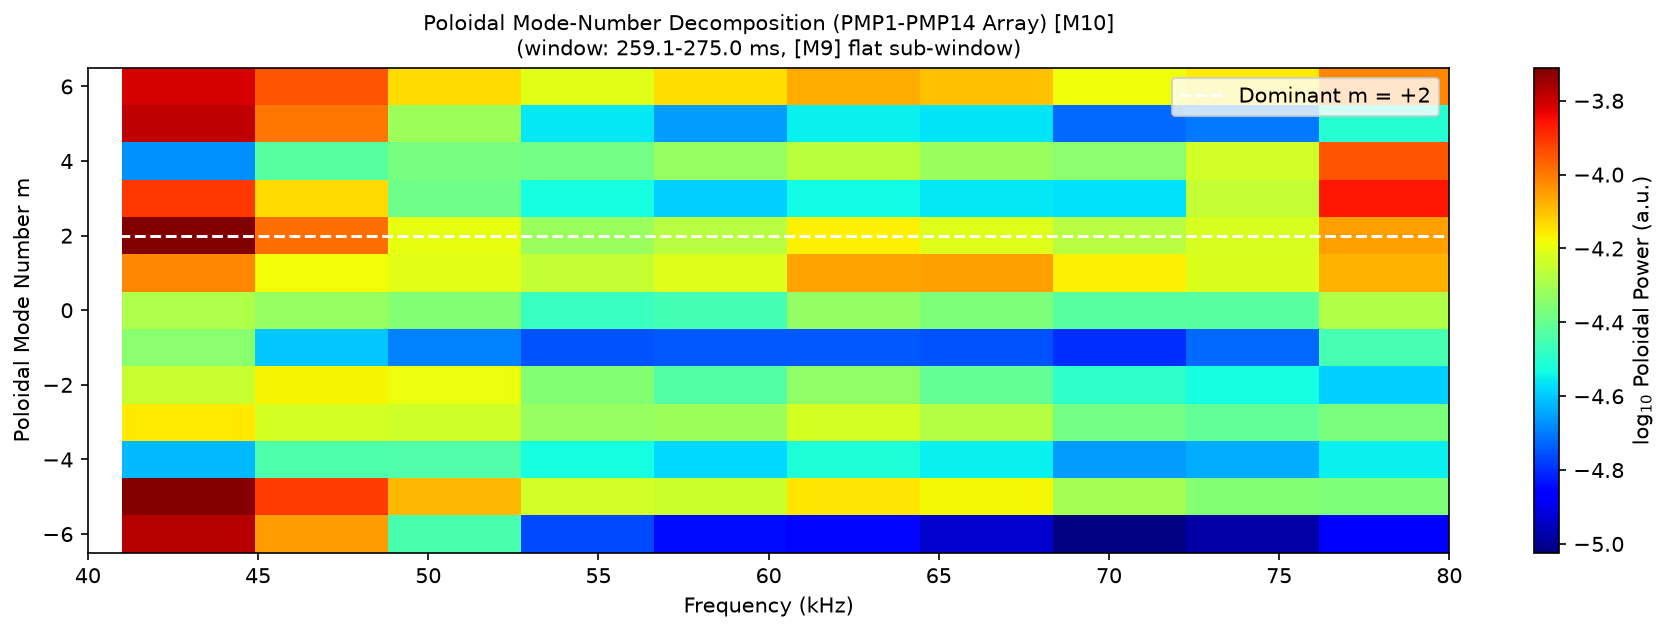 Poloidal Mode-Number Decomposition (PMP1-PMP14 Array) [M10]
(window: 259.1-275.0 ms, [M9] flat sub-window)
Dominant m = +2
Poloidal Mode Number m
6
4
2
0
−2
−4
−6
40 45 50 55 60 65 70 75 80
Frequency (kHz)
−3.8
−4.0
−4.2
−4.4
−4.6
−4.8
−5.0
log₁₀ Poloidal Power (a.u.)